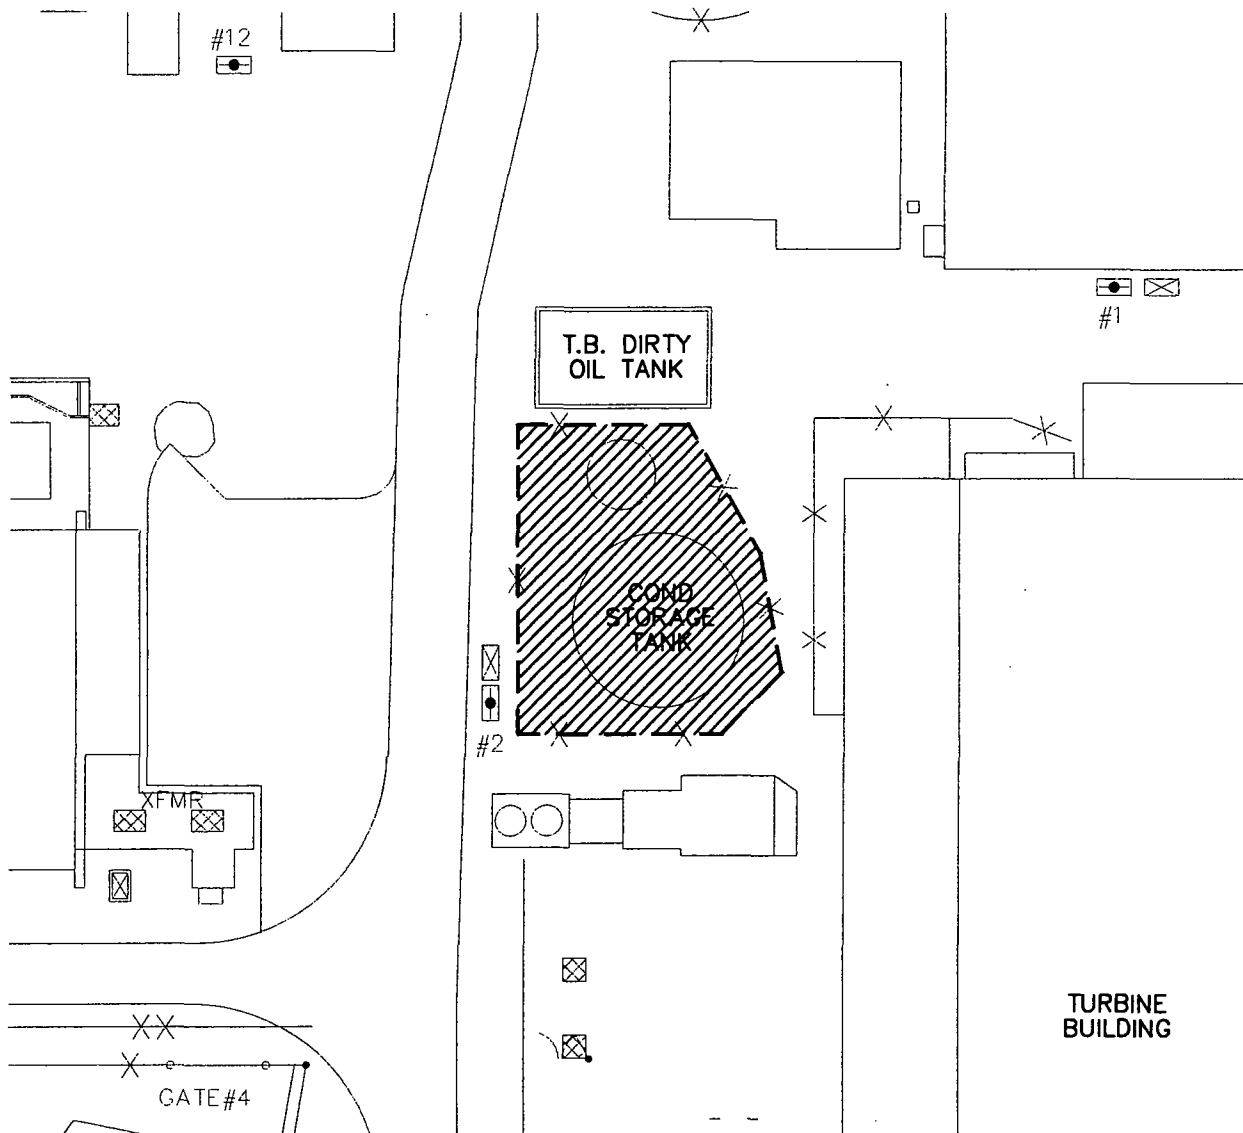 #12
#1
T.B. DIRTY
OIL TANK
COND
STORAGE
TANK
#2
XFMR
TURBINE
BUILDING
GATE#4